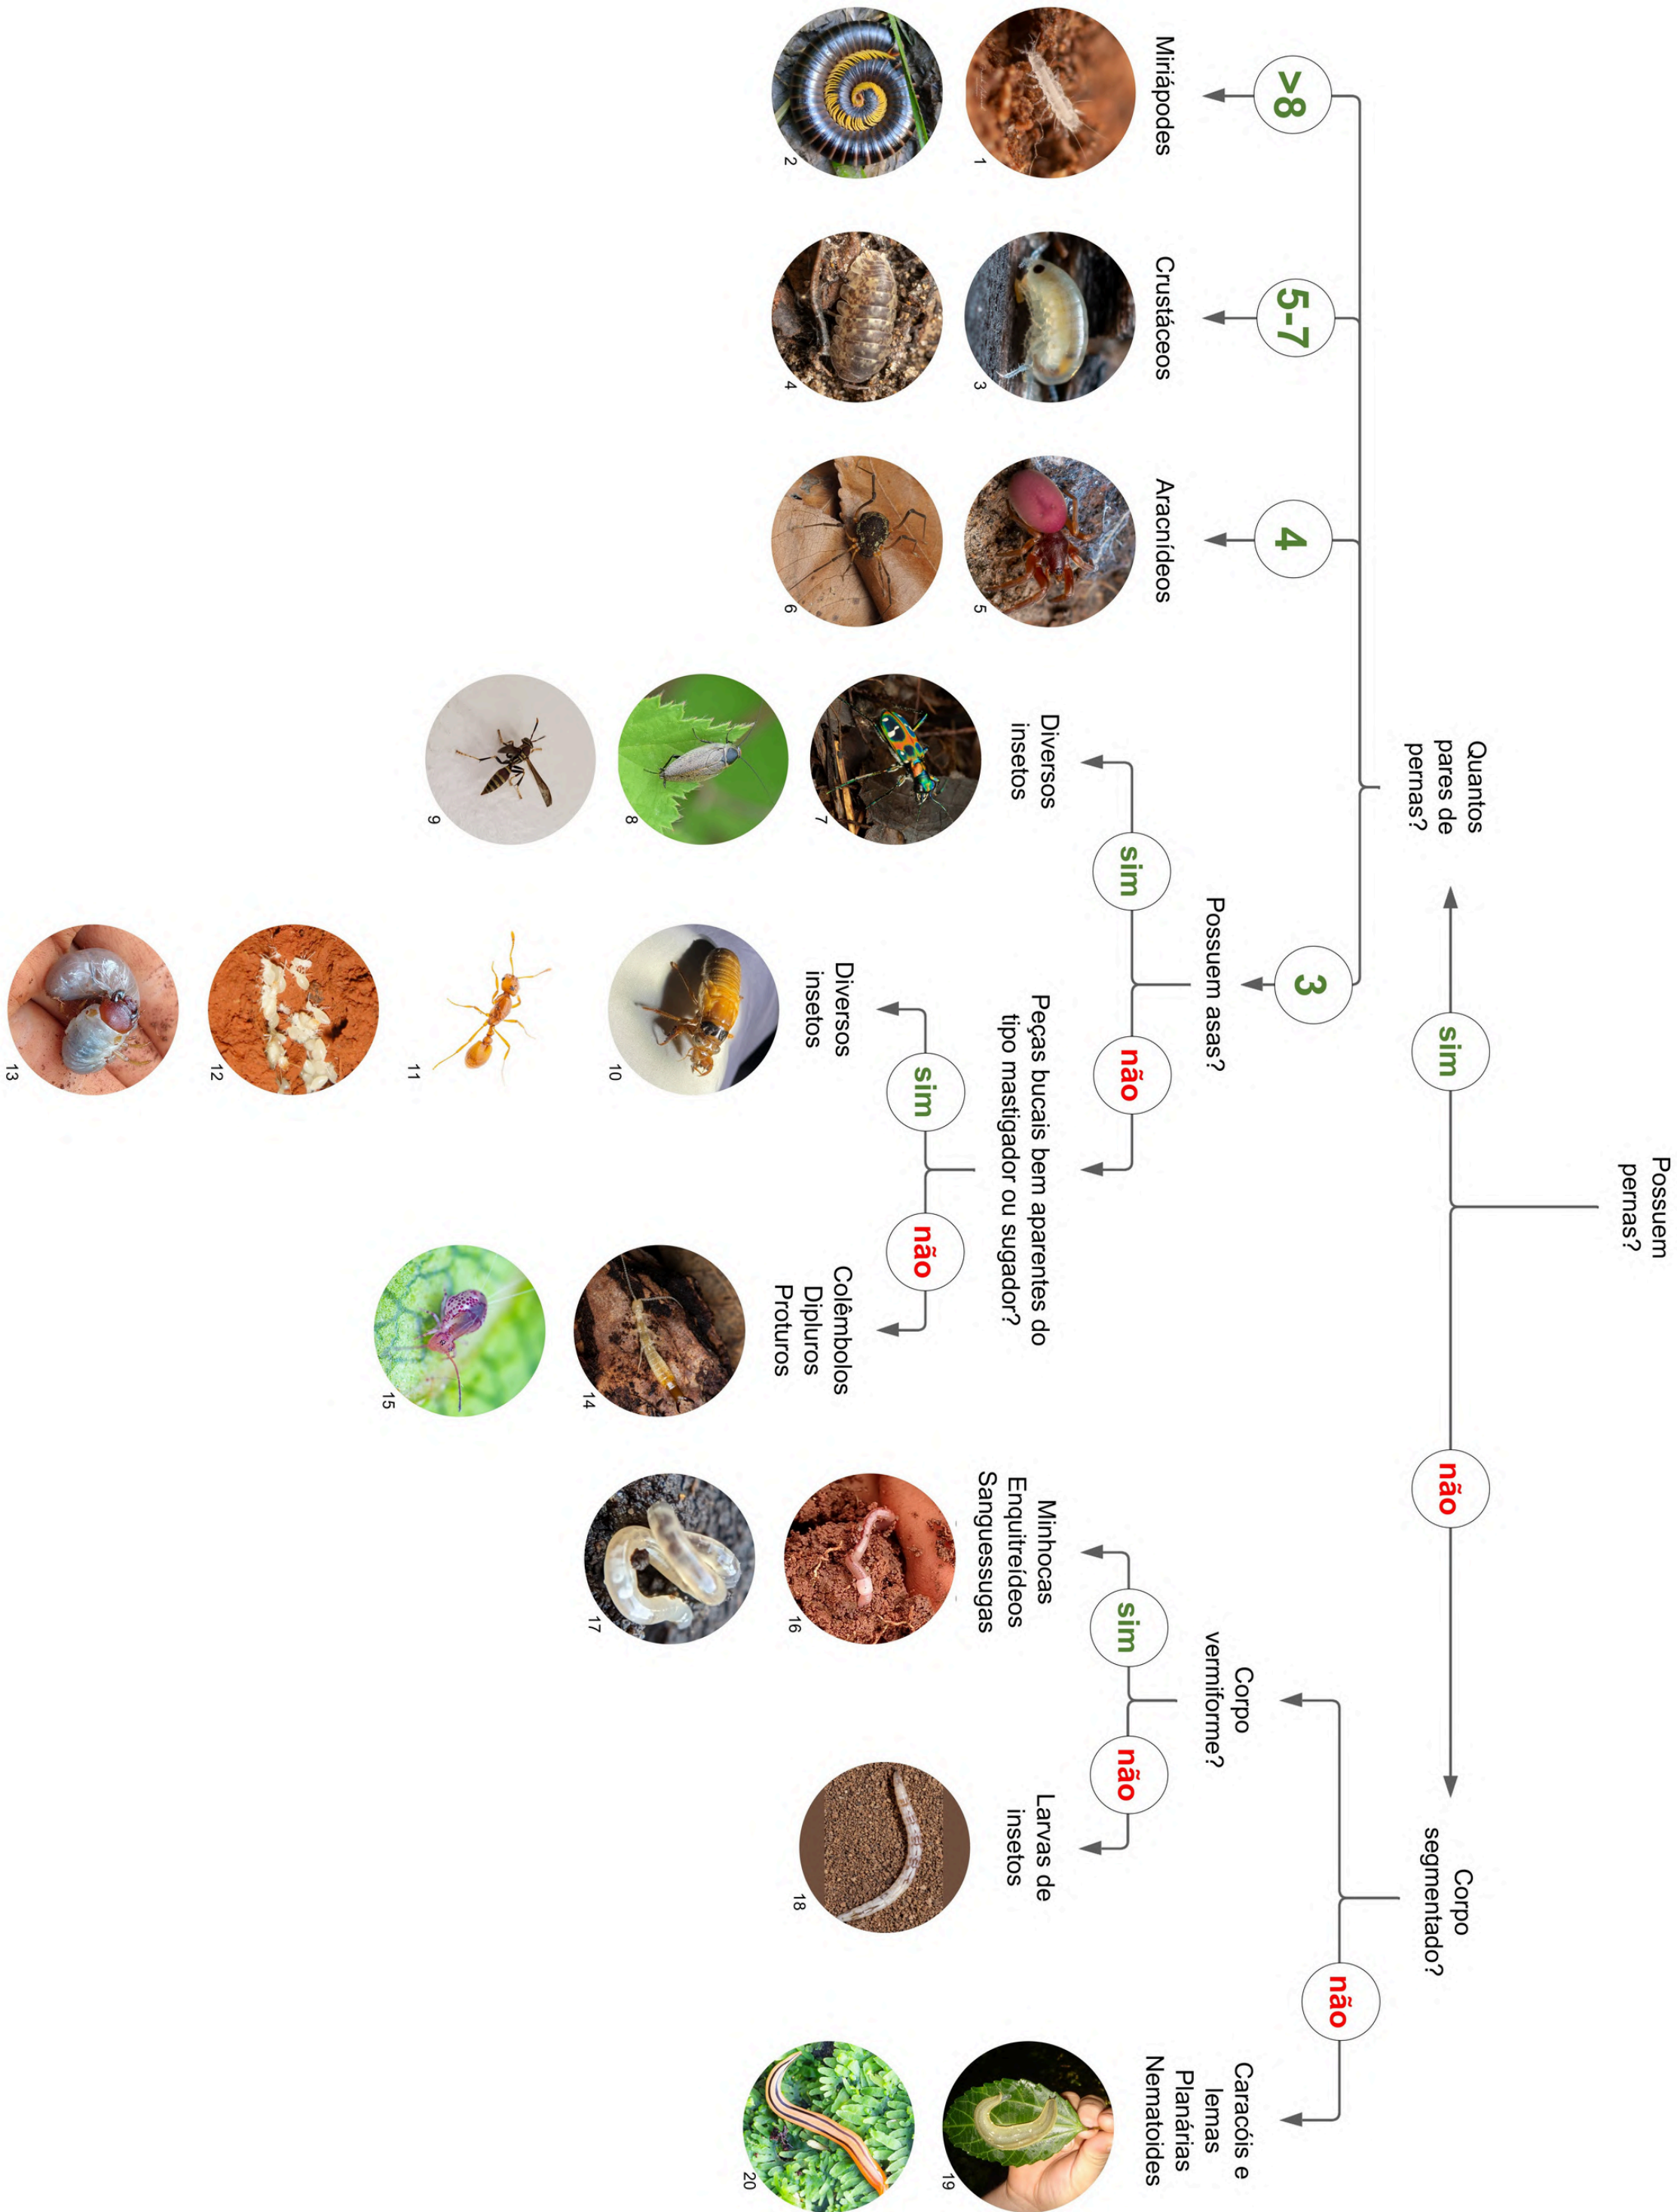 Possuem
pernas?
sim
não
Quantos
pares de
pernas?
Corpo
segmentado?
>8
5-7
4
3
não
Miriápodes
Crustáceos
Aracnídeos
Possuem asas?
Corpo
vermiforme?
Caracóis e
lemas
Planárias
Nematoides
sim
não
sim
não
Diversos
insetos
Peças bucais bem aparentes do
tipo mastigador ou sugador?
Minhocas
Enquitreídeos
Sanguessugas
Larvas de
insetos
sim
não
Diversos
insetos
Colêmbolos
Dipluros
Proturos
1
2
3
4
5
6
7
8
9
10
11
12
13
14
15
16
17
18
19
20